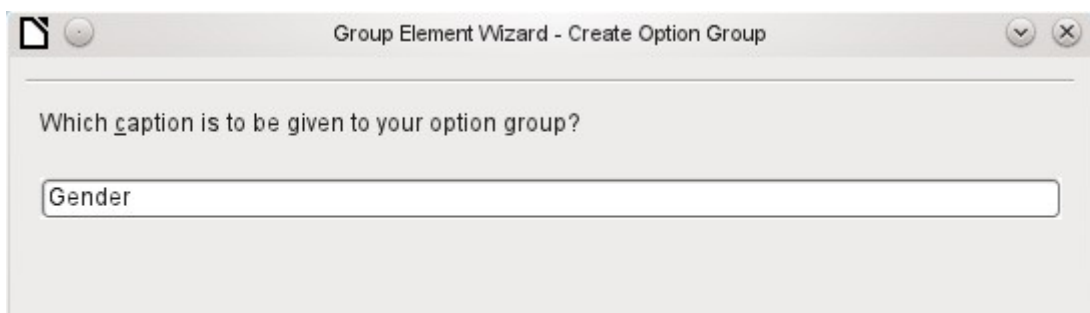 Group Element Wizard - Create Option Group
Which caption is to be given to your option group?
Gender